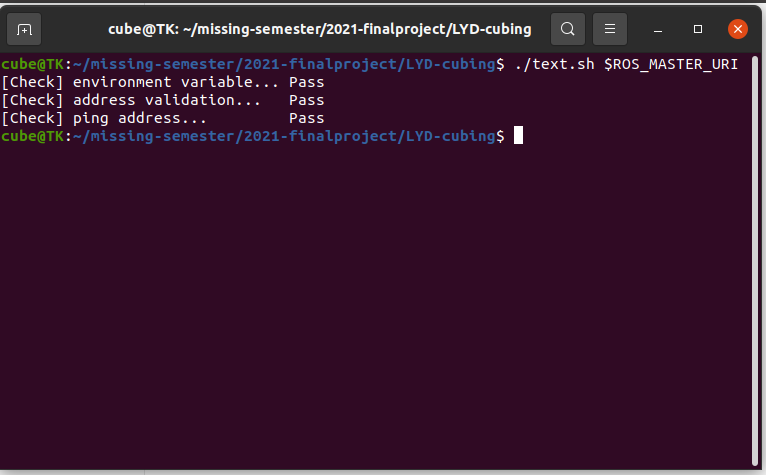 cube@TK: ~/missing-semester/2021-finalproject/LYD-cubing
cube@TK:~/missing-semester/2021-finalproject/LYD-cubing$ ./text.sh $ROS_MASTER_URI
[Check] environment variable... Pass
[Check] address validation...   Pass
[Check] ping address...         Pass
cube@TK:~/missing-semester/2021-finalproject/LYD-cubing$